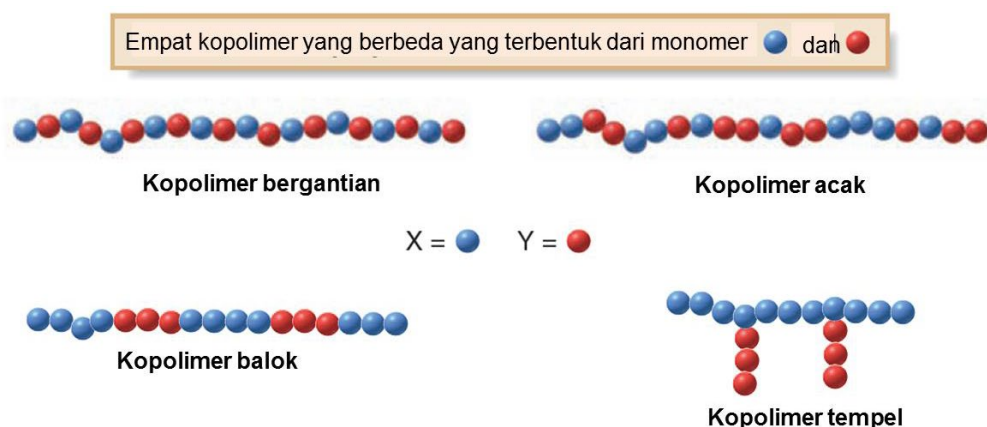 Empat kopolimer yang berbeda yang terbentuk dari monomer dan
Kopolimer bergantian
Kopolimer acak
X = Y =
Kopolimer balok
Kopolimer tempel